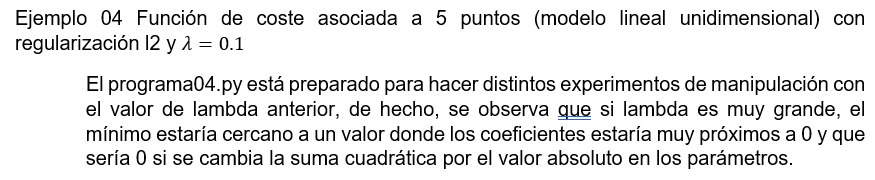 Ejemplo 04 Función de coste asociada a 5 puntos (modelo lineal unidimensional) con
regularización l2 y λ = 0.1
El programa04.py está preparado para hacer distintos experimentos de manipulación con
el valor de lambda anterior, de hecho, se observa que si lambda es muy grande, el
mínimo estaría cercano a un valor donde los coeficientes estaría muy próximos a 0 y que
sería 0 si se cambia la suma cuadrática por el valor absoluto en los parámetros.